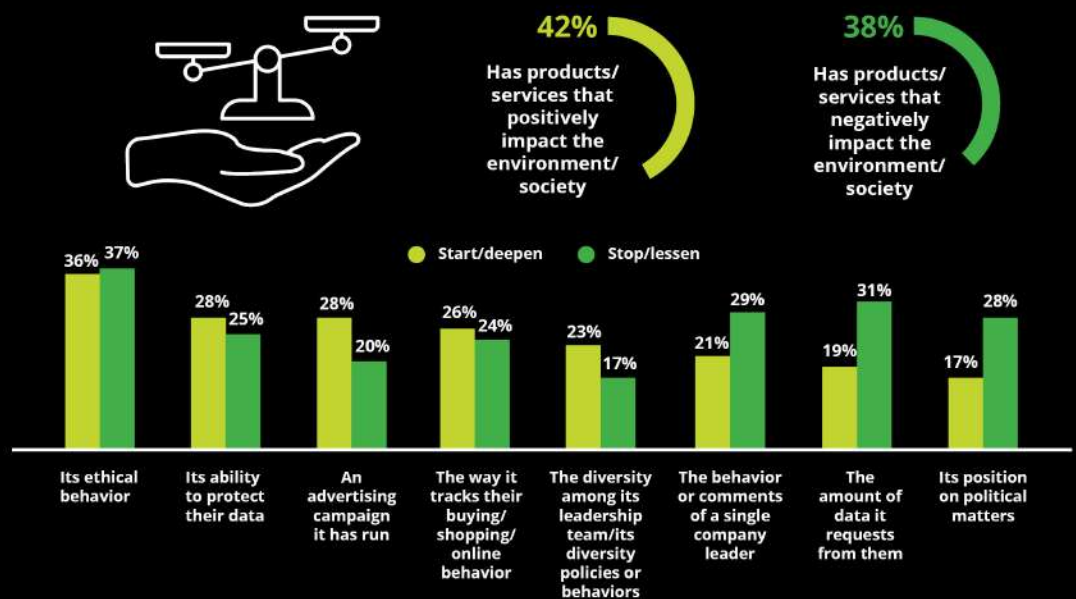 42%
Has products/
services that
positively
impact the
environment/
society
38%
Has products/
services that
negatively
impact the
environment/
society
Start/deepen
Stop/lessen
36%
37%
28%
25%
28%
20%
26%
24%
23%
17%
21%
29%
19%
31%
17%
28%
Its ethical
behavior
Its ability
to protect
their data
An
advertising
campaign
it has run
The way it
tracks their
buying/
shopping/
online
behavior
The diversity
among its
leadership
team/its
diversity
policies or
behaviors
The behavior
or comments
of a single
company
leader
The
amount of
data it
requests
from them
Its position
on political
matters